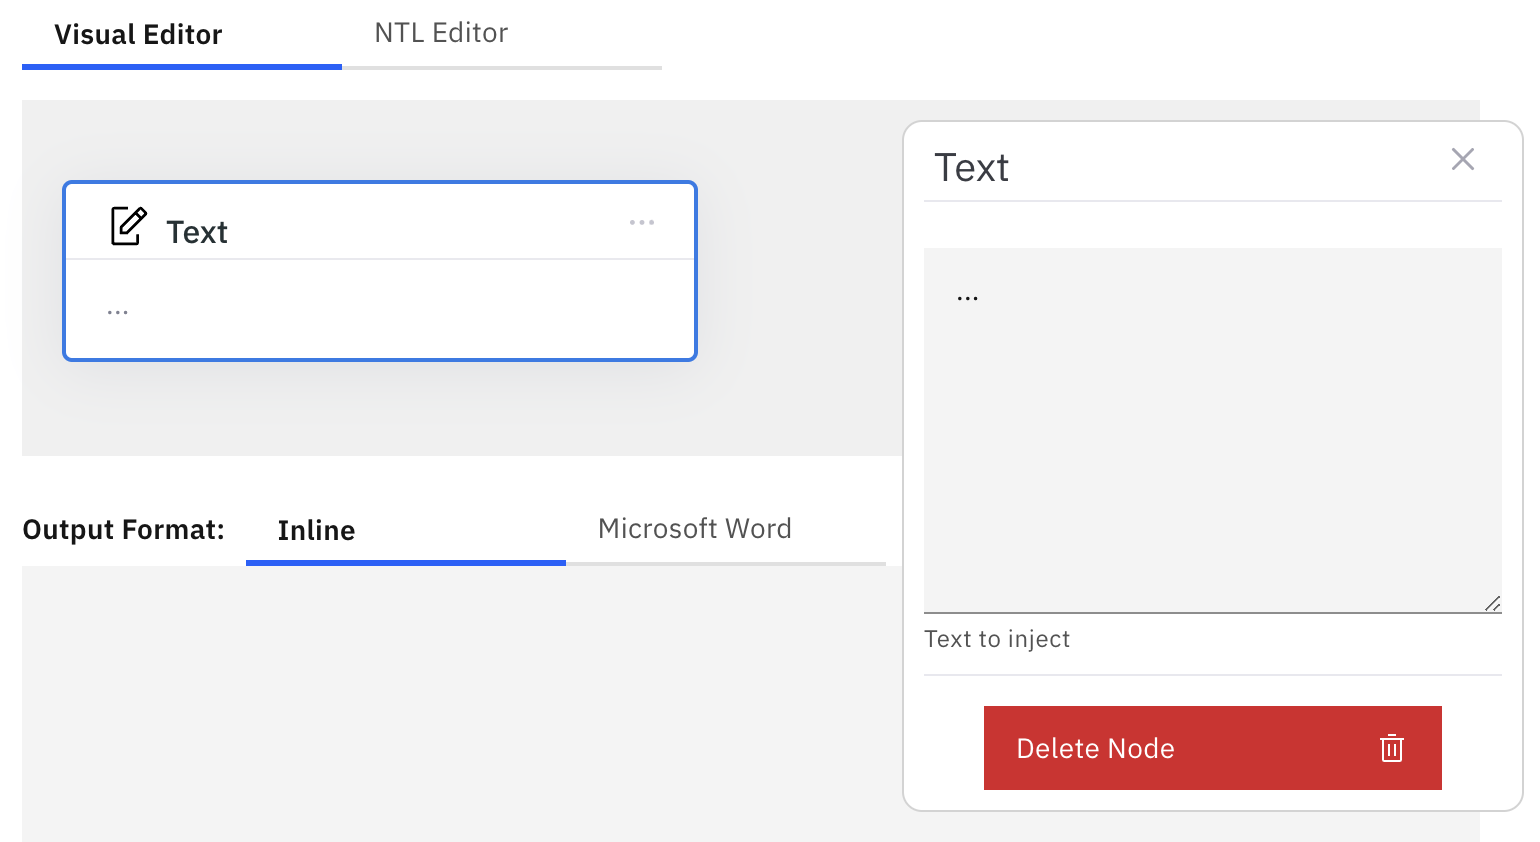 Visual Editor
NTL Editor
Text
...
...
Output Format:
Inline
Microsoft Word
Text
...
Text to inject
Delete Node